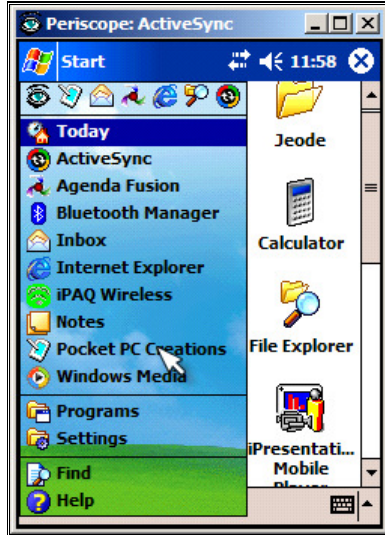 Periscope: ActiveSync
Start 11:58
Today
ActiveSync
Agenda Fusion
Bluetooth Manager
Inbox
Internet Explorer
iPAQ Wireless
Notes
Pocket PC Creations
Windows Media
Programs
Settings
Find
Help
Jeode
Calculator
File Explorer
iPresentati...
Mobile
Player